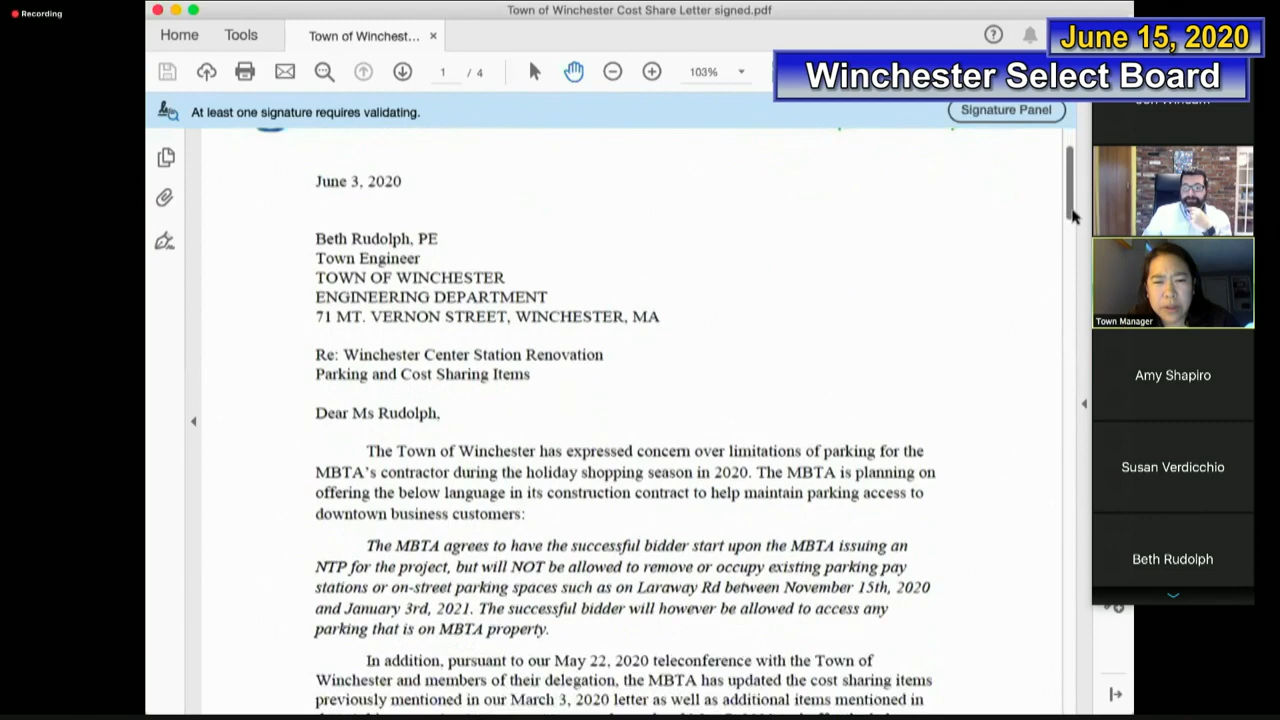 Recording
Town of Winchester Cost Share Letter signed.pdf
Home
Tools
Town of Winchest... ×
June 15, 2020
Winchester Select Board
1 / 4
103%
At least one signature requires validating.
Signature Panel
June 3, 2020
Beth Rudolph, PE
Town Engineer
TOWN OF WINCHESTER
ENGINEERING DEPARTMENT
71 MT. VERNON STREET, WINCHESTER, MA
Re: Winchester Center Station Renovation
Parking and Cost Sharing Items
Dear Ms Rudolph,
The Town of Winchester has expressed concern over limitations of parking for the
MBTA's contractor during the holiday shopping season in 2020. The MBTA is planning on
offering the below language in its construction contract to help maintain parking access to
downtown business customers:
The MBTA agrees to have the successful bidder start upon the MBTA issuing an
NTP for the project, but will NOT be allowed to remove or occupy existing parking pay
stations or on-street parking spaces such as on Laraway Rd between November 15th, 2020
and January 3rd, 2021. The successful bidder will however be allowed to access any
parking that is on MBTA property.
In addition, pursuant to our May 22, 2020 teleconference with the Town of
Winchester and members of their delegation, the MBTA has updated the cost sharing items
previously mentioned in our March 3, 2020 letter as well as additional items mentioned in
Town Manager
Amy Shapiro
Susan Verdicchio
Beth Rudolph